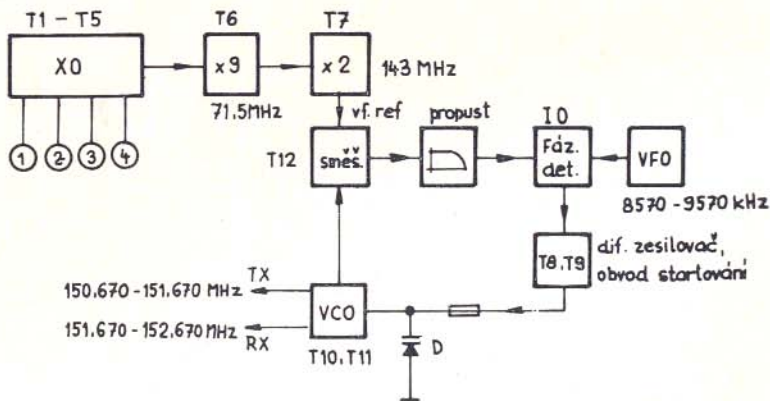 T1 - T5
T6
T7
XO
x9
x2
143 MHz
71,5MHz
vf. ref
propust
IO
1
2
3
4
T12
směš.
Fáz.
det.
VFO
8570 - 9570 kHz
T8, T9
dif. zesilovač,
obvod startování
TX
150.670 - 151.670 MHz
VCO
151.670 - 152.670 MHz
RX
T10, T11
D